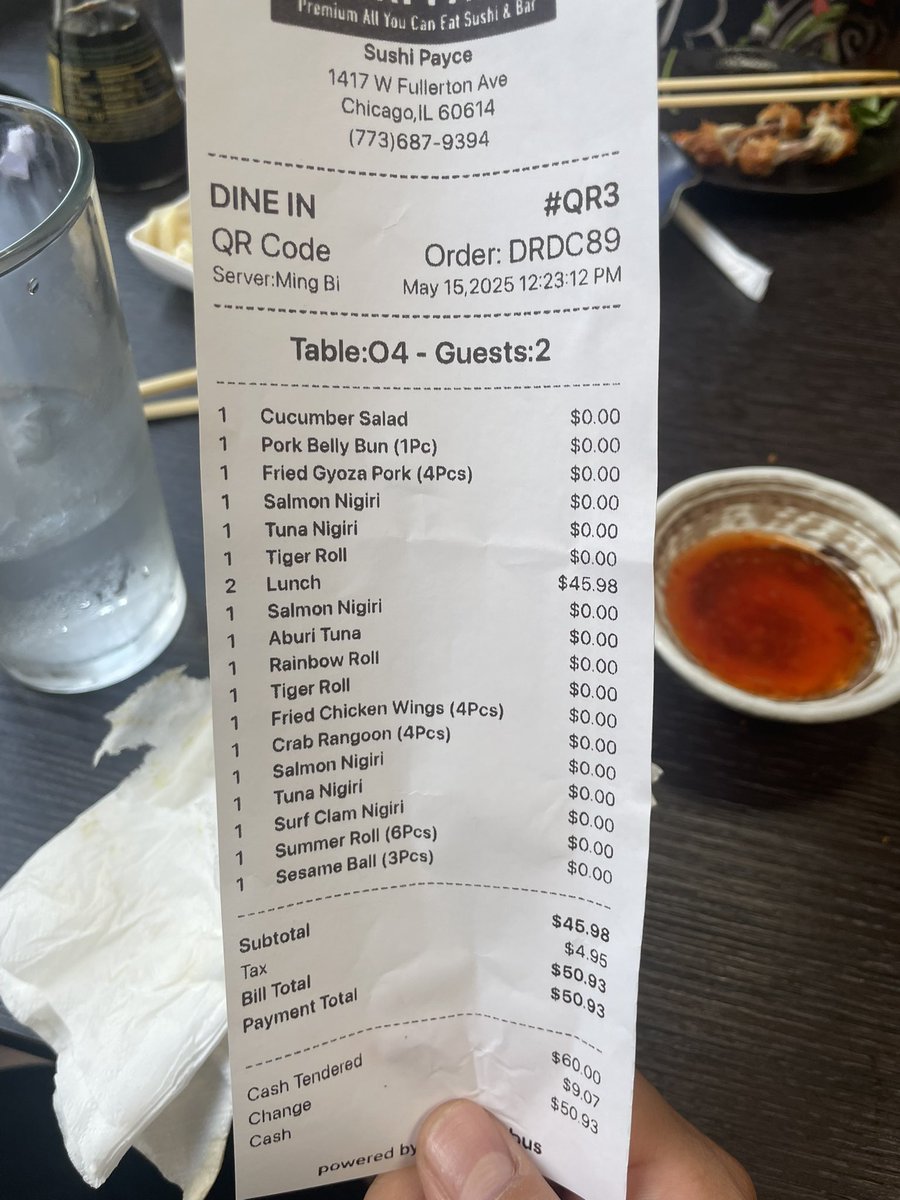 Premium All You Can Eat Sushi & Bar
Sushi Payce
1417 W Fullerton Ave
Chicago,IL 60614
(773)687-9394
DINE IN #QR3
QR Code Order: DRDC89
Server:Ming Bi May 15,2025 12:23:12 PM
Table:04 - Guests:2
1 Cucumber Salad $0.00
1 Pork Belly Bun (1Pc) $0.00
1 Fried Gyoza Pork (4Pcs) $0.00
1 Salmon Nigiri $0.00
1 Tuna Nigiri $0.00
1 Tiger Roll $0.00
2 Lunch $45.98
1 Salmon Nigiri $0.00
1 Aburi Tuna $0.00
1 Rainbow Roll $0.00
1 Tiger Roll $0.00
1 Fried Chicken Wings (4Pcs) $0.00
1 Crab Rangoon (4Pcs) $0.00
1 Salmon Nigiri $0.00
1 Tuna Nigiri $0.00
1 Surf Clam Nigiri $0.00
1 Summer Roll (6Pcs) $0.00
1 Sesame Ball (3Pcs) $0.00
Subtotal $45.98
Tax $4.95
Bill Total $50.93
Payment Total $50.93
Cash Tendered $60.00
Change $9.07
Cash $50.93
powered by